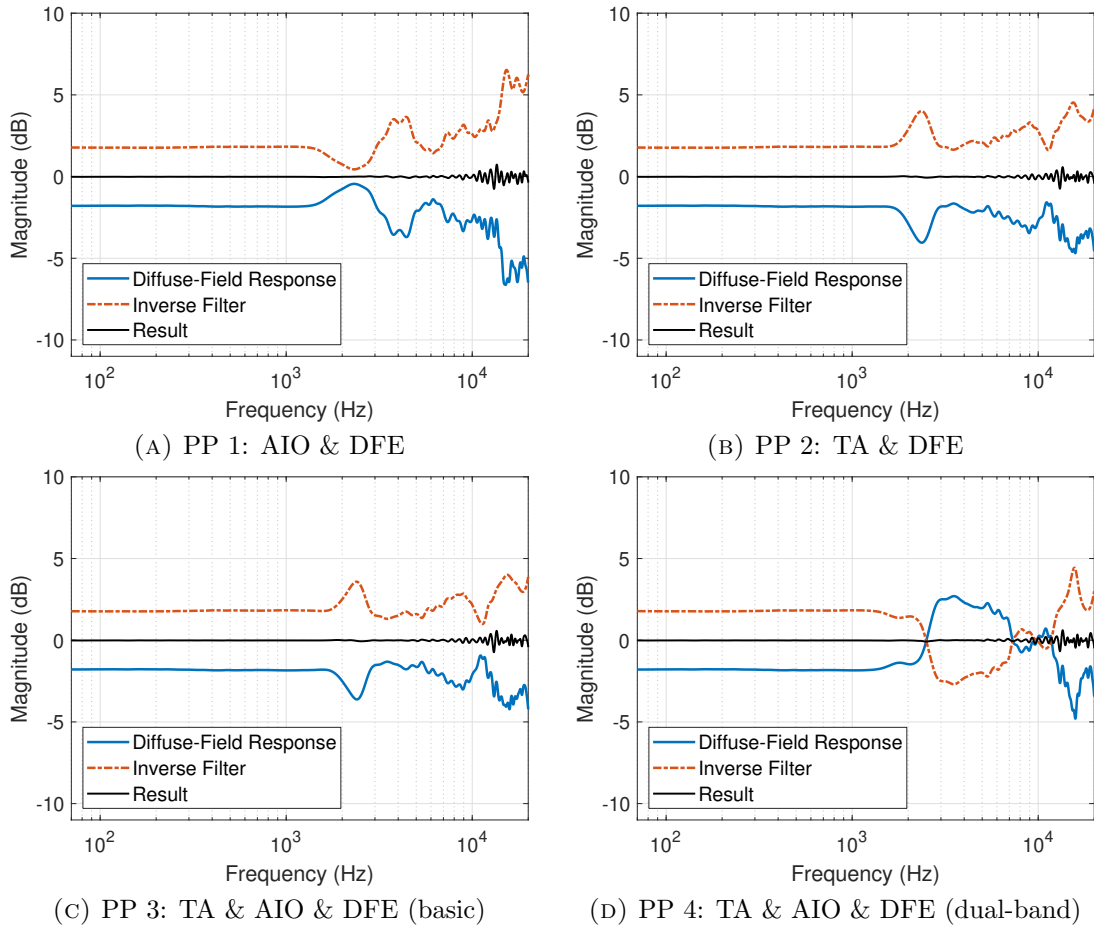 10
5
0
-5
-10
Magnitude (dB)
Diffuse-Field Response
Inverse Filter
Result
10^2
10^3
10^4
Frequency (Hz)
(A) PP 1: AIO & DFE
10
5
0
-5
-10
Magnitude (dB)
Diffuse-Field Response
Inverse Filter
Result
10^2
10^3
10^4
Frequency (Hz)
(B) PP 2: TA & DFE
10
5
0
-5
-10
Magnitude (dB)
Diffuse-Field Response
Inverse Filter
Result
10^2
10^3
10^4
Frequency (Hz)
(C) PP 3: TA & AIO & DFE (basic)
10
5
0
-5
-10
Magnitude (dB)
Diffuse-Field Response
Inverse Filter
Result
10^2
10^3
10^4
Frequency (Hz)
(D) PP 4: TA & AIO & DFE (dual-band)